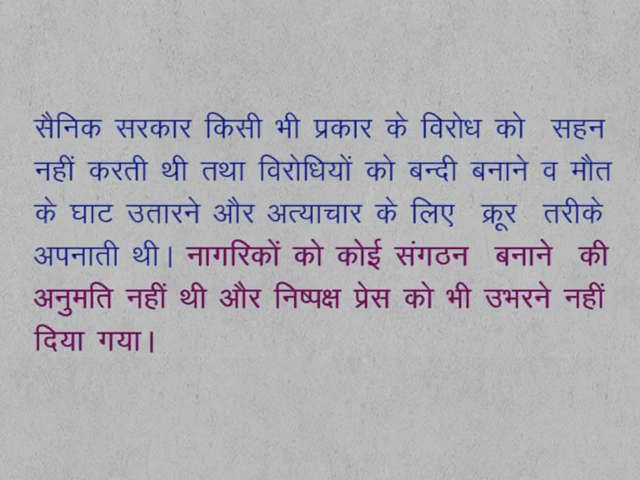 सैनिक सरकार किसी भी प्रकार के विरोध को सहन
नहीं करती थी तथा विरोधियों को बन्दी बनाने व मौत
के घाट उतारने और अत्याचार के लिए क्रूर तरीके
अपनाती थी। नागरिकों को कोई संगठन बनाने की
अनुमति नहीं थी और निष्पक्ष प्रेस को भी उभरने नहीं
दिया गया।